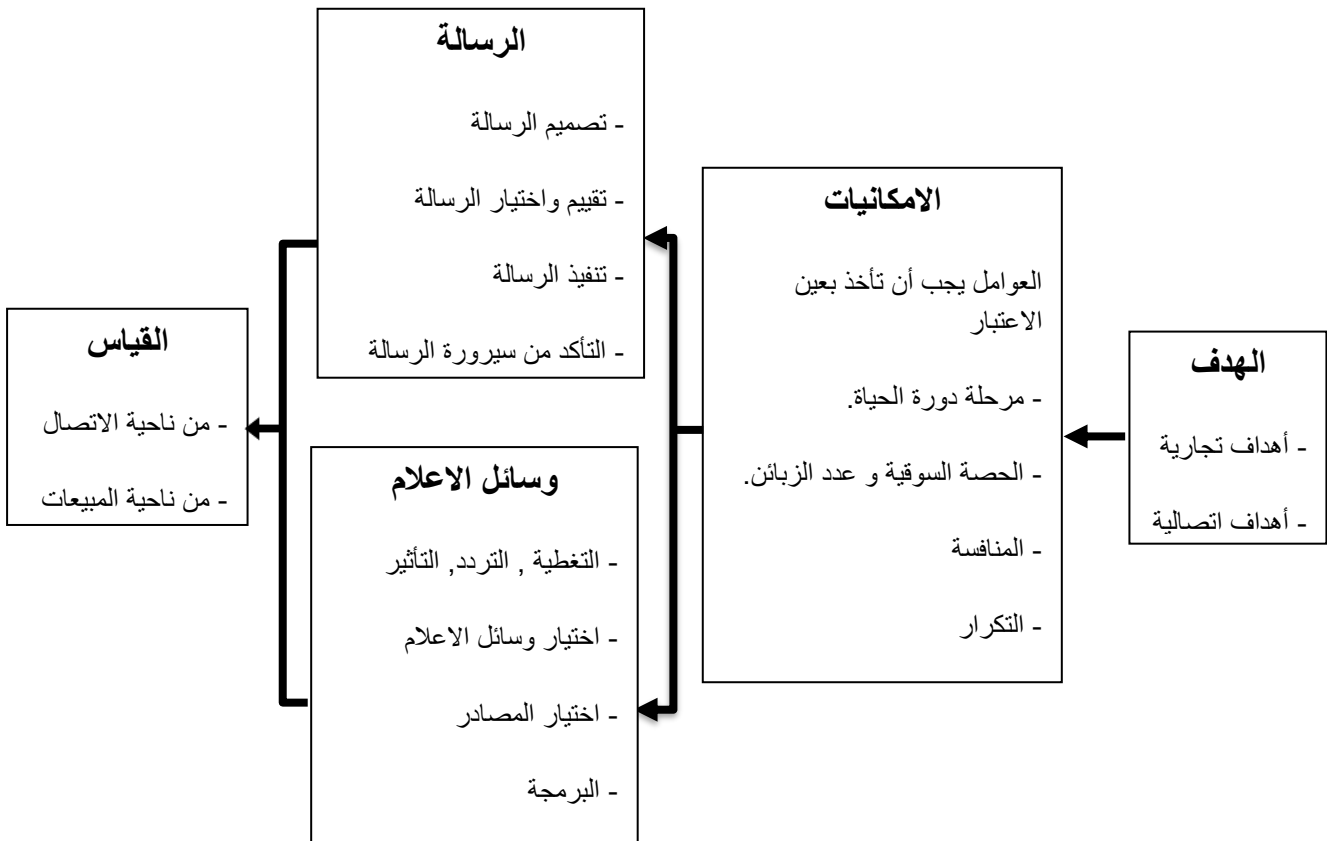 الهدف
- أهداف تجارية
- أهداف اتصالية
الامكانيات
العوامل يجب أن تأخذ بعين
الاعتبار
- مرحلة دورة الحياة.
- الحصة السوقية و عدد الزبائن.
- المنافسة
- التكرار
الرسالة
- تصميم الرسالة
- تقييم واختيار الرسالة
- تنفيذ الرسالة
- التأكد من سيرورة الرسالة
وسائل الاعلام
- التغطية , التردد, التأثير
- اختيار وسائل الاعلام
- اختيار المصادر
- البرمجة
القياس
- من ناحية الاتصال
- من ناحية المبيعات